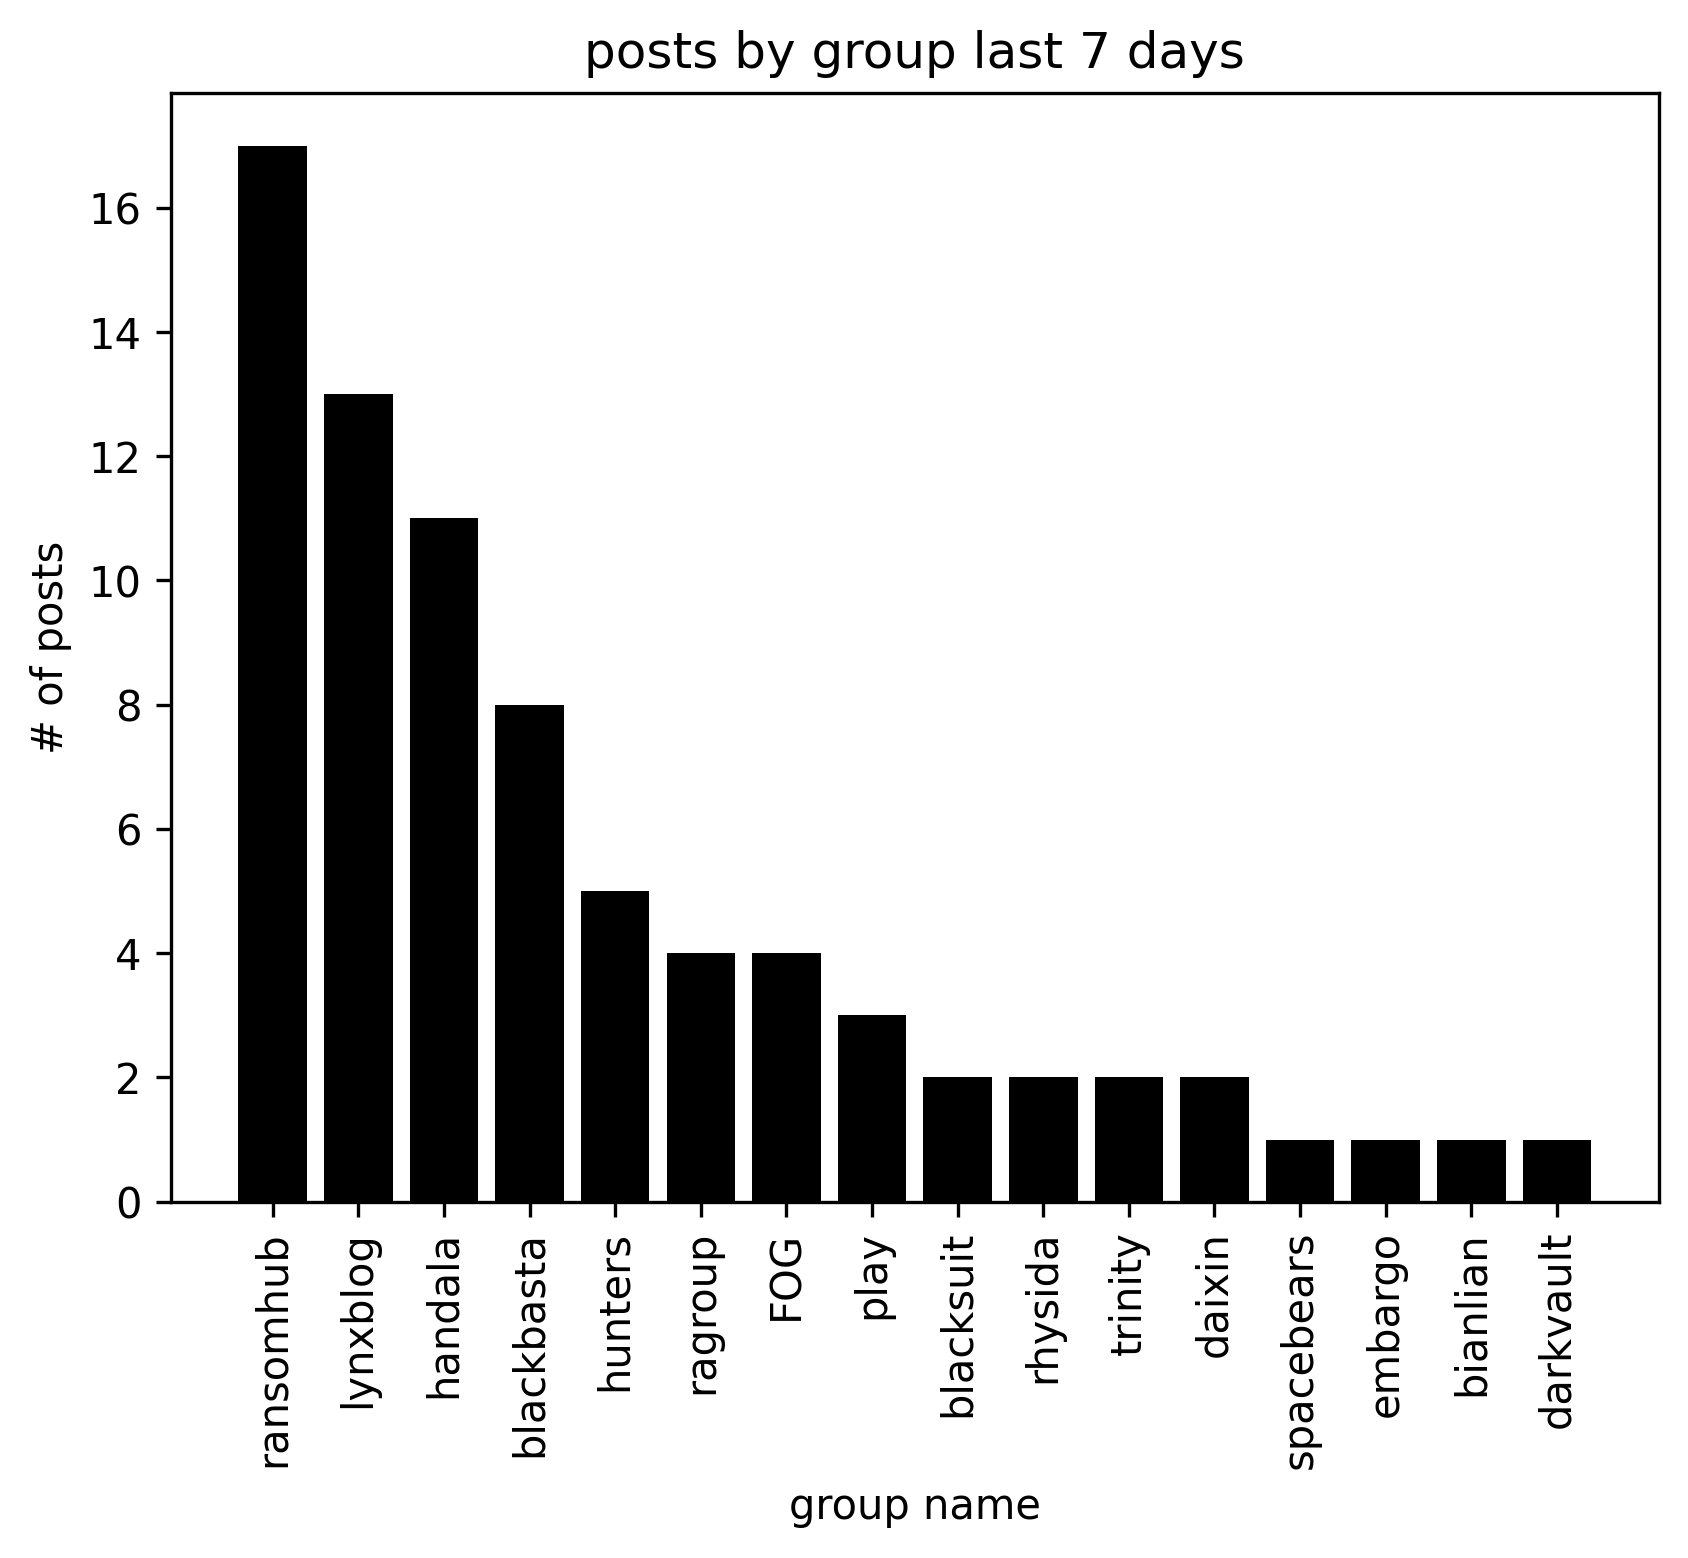 posts by group last 7 days
# of posts
16
14
12
10
8
6
4
2
0
ransomhub
lynxblog
handala
blackbasta
hunters
ragroup
FOG
play
blacksuit
rhysida
trinity
daixin
spacebears
embargo
bianlian
darkvault
group name